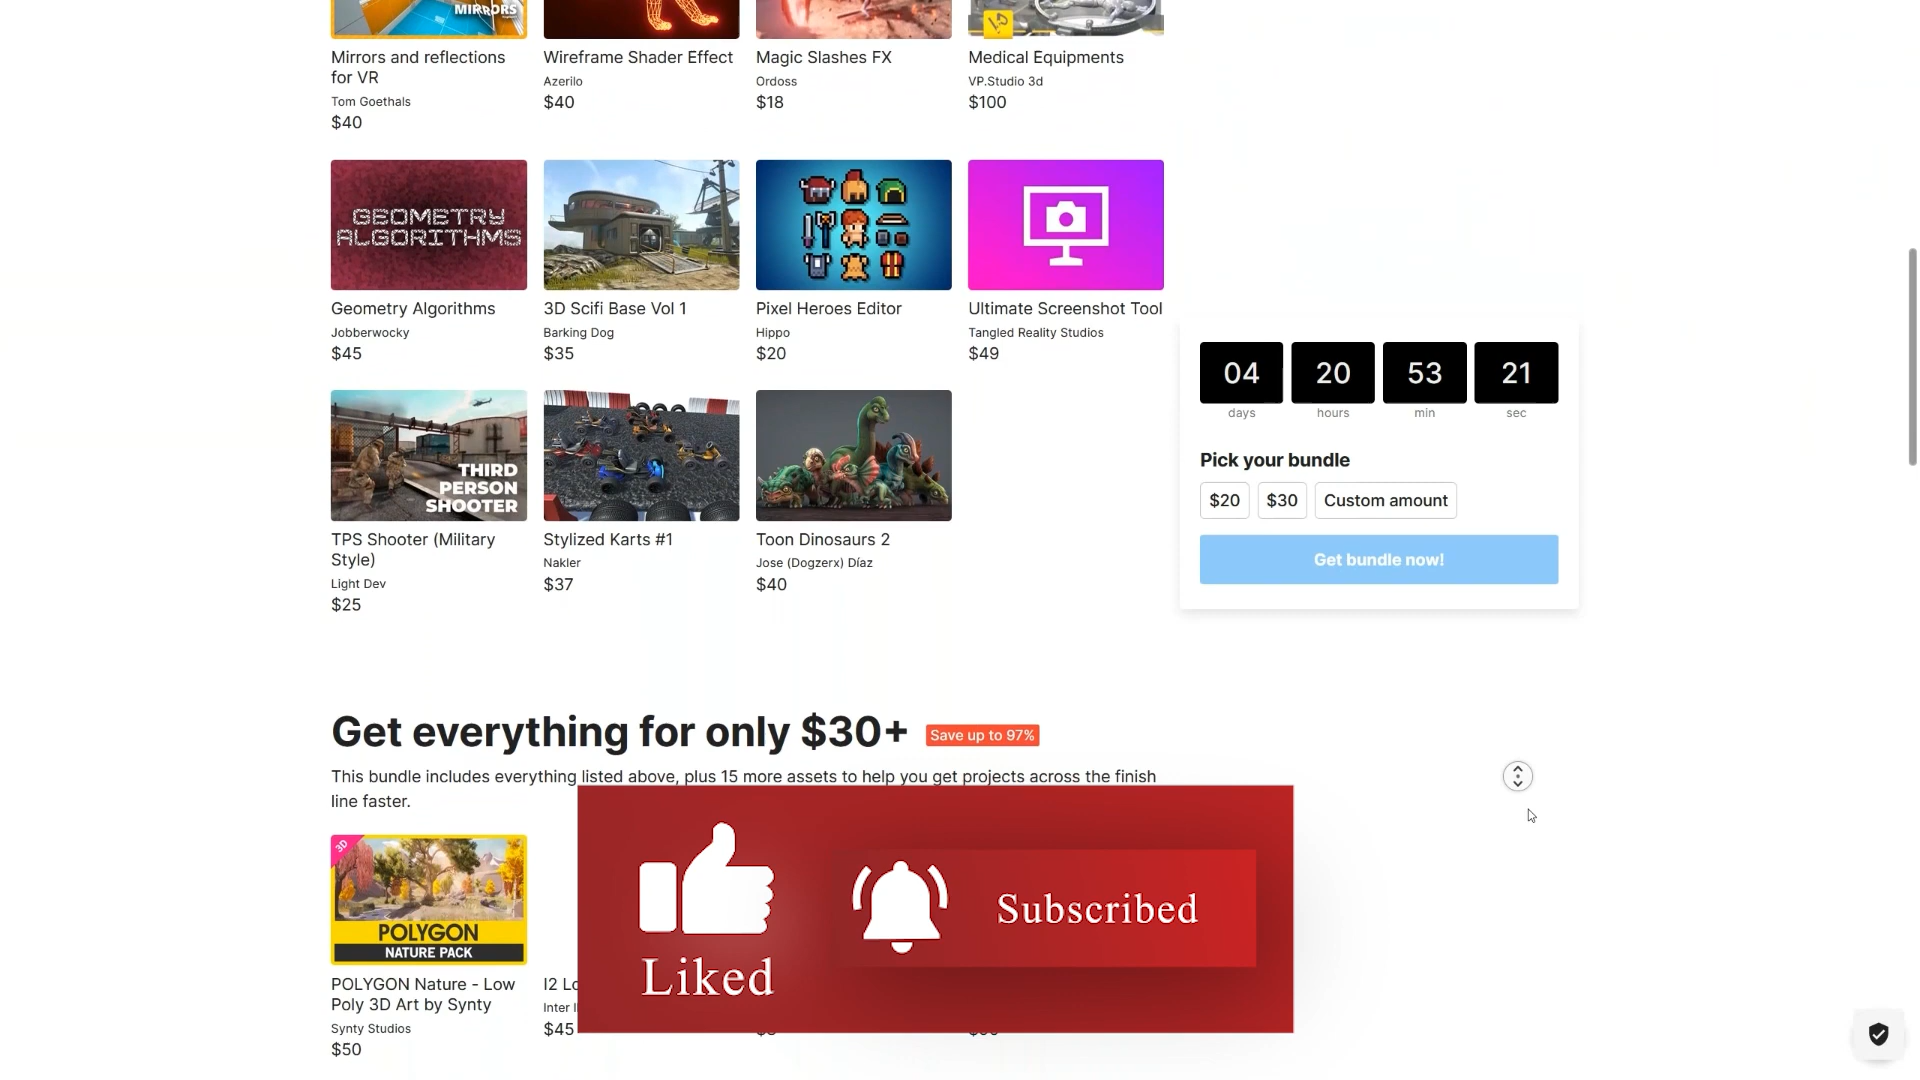 MIRRORS
Mirrors and reflections
for VR
Tom Goethals
$40
Wireframe Shader Effect
Azerilo
$40
Magic Slashes FX
Ordoss
$18
Medical Equipments
VP.Studio 3d
$100
GEOMETRY
ALGORITHMS
Geometry Algorithms
Jobberwocky
$45
3D Scifi Base Vol 1
Barking Dog
$35
Pixel Heroes Editor
Hippo
$20
Ultimate Screenshot Tool
Tangled Reality Studios
$49
THIRD
PERSON
SHOOTER
TPS Shooter (Military
Style)
Light Dev
$25
Stylized Karts #1
Nakler
$37
Toon Dinosaurs 2
Jose (Dogzerx) Díaz
$40
04
20
53
21
days
hours
min
sec
Pick your bundle
$20
$30
Custom amount
Get bundle now!
Get everything for only $30+
Save up to 97%
This bundle includes everything listed above, plus 15 more assets to help you get projects across the finish
line faster.
3D
POLYGON
NATURE PACK
POLYGON Nature - Low
Poly 3D Art by Synty
Synty Studios
$50
I2
Inter
$45
Liked
Subscribed